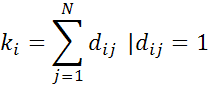 $k_i = \sum_{j=1}^{N} d_{ij} \ | d_{ij} = 1$